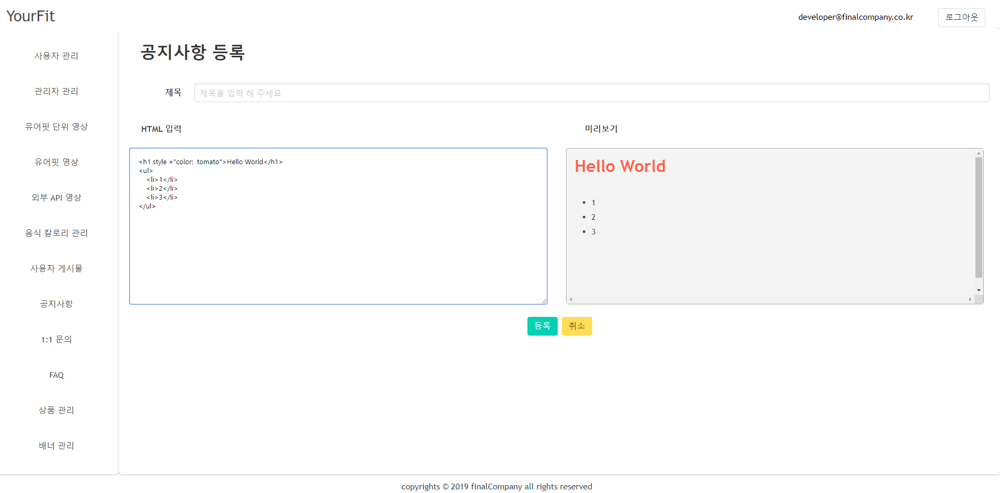 YourFit
developer@finalcompany.co.kr
로그아웃
사용자 관리
관리자 관리
유어핏 단위 영상
유어핏 영상
외부 API 영상
음식 칼로리 관리
사용자 게시물
공지사항
1:1 문의
FAQ
상품 관리
배너 관리
공지사항 등록
제목
제목을 입력 해 주세요
HTML 입력
<h1 style ="color:  tomato">Hello World</h1>
<ul>
    <li>1</li>
    <li>2</li>
    <li>3</li>
</ul>
미리보기
Hello World
• 1
• 2
• 3
등록
취소
copyrights © 2019 finalCompany all rights reserved